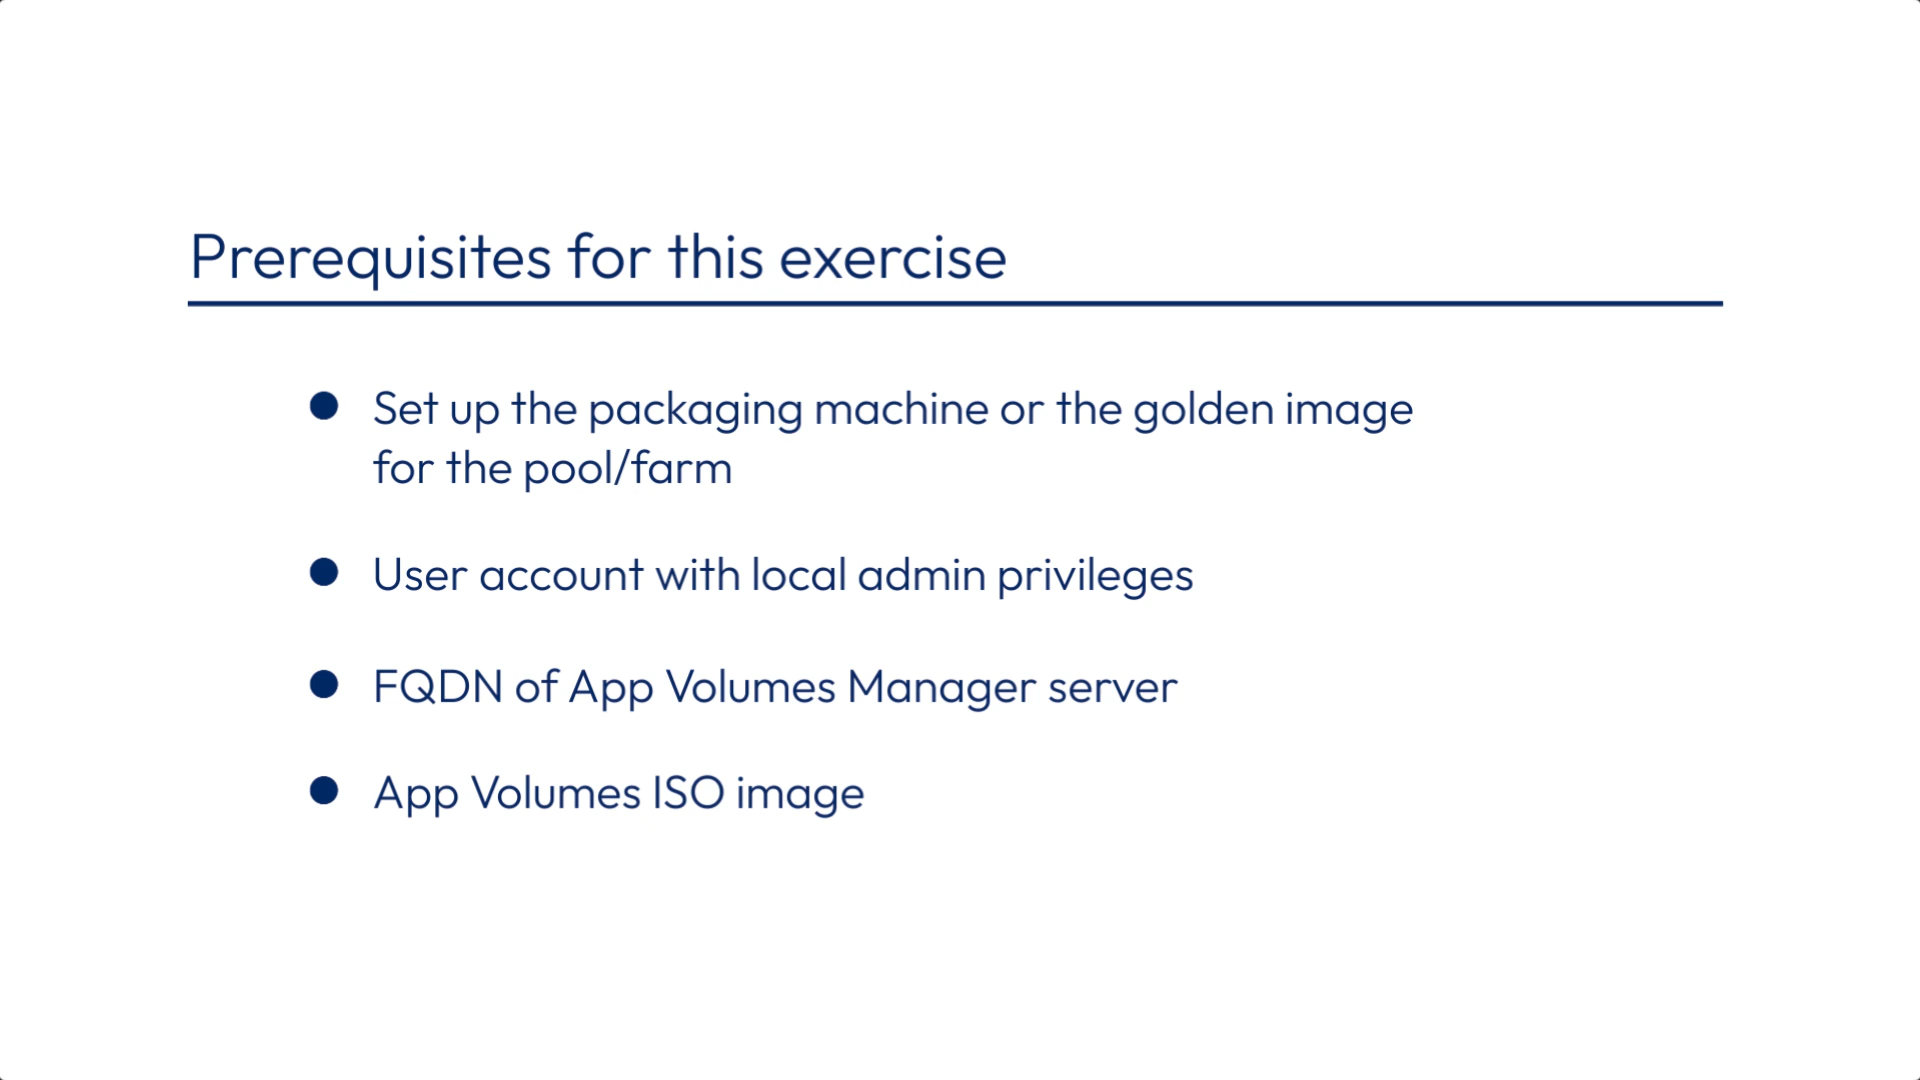 Prerequisites for this exercise
● Set up the packaging machine or the golden image
for the pool/farm
● User account with local admin privileges
● FQDN of App Volumes Manager server
● App Volumes ISO image